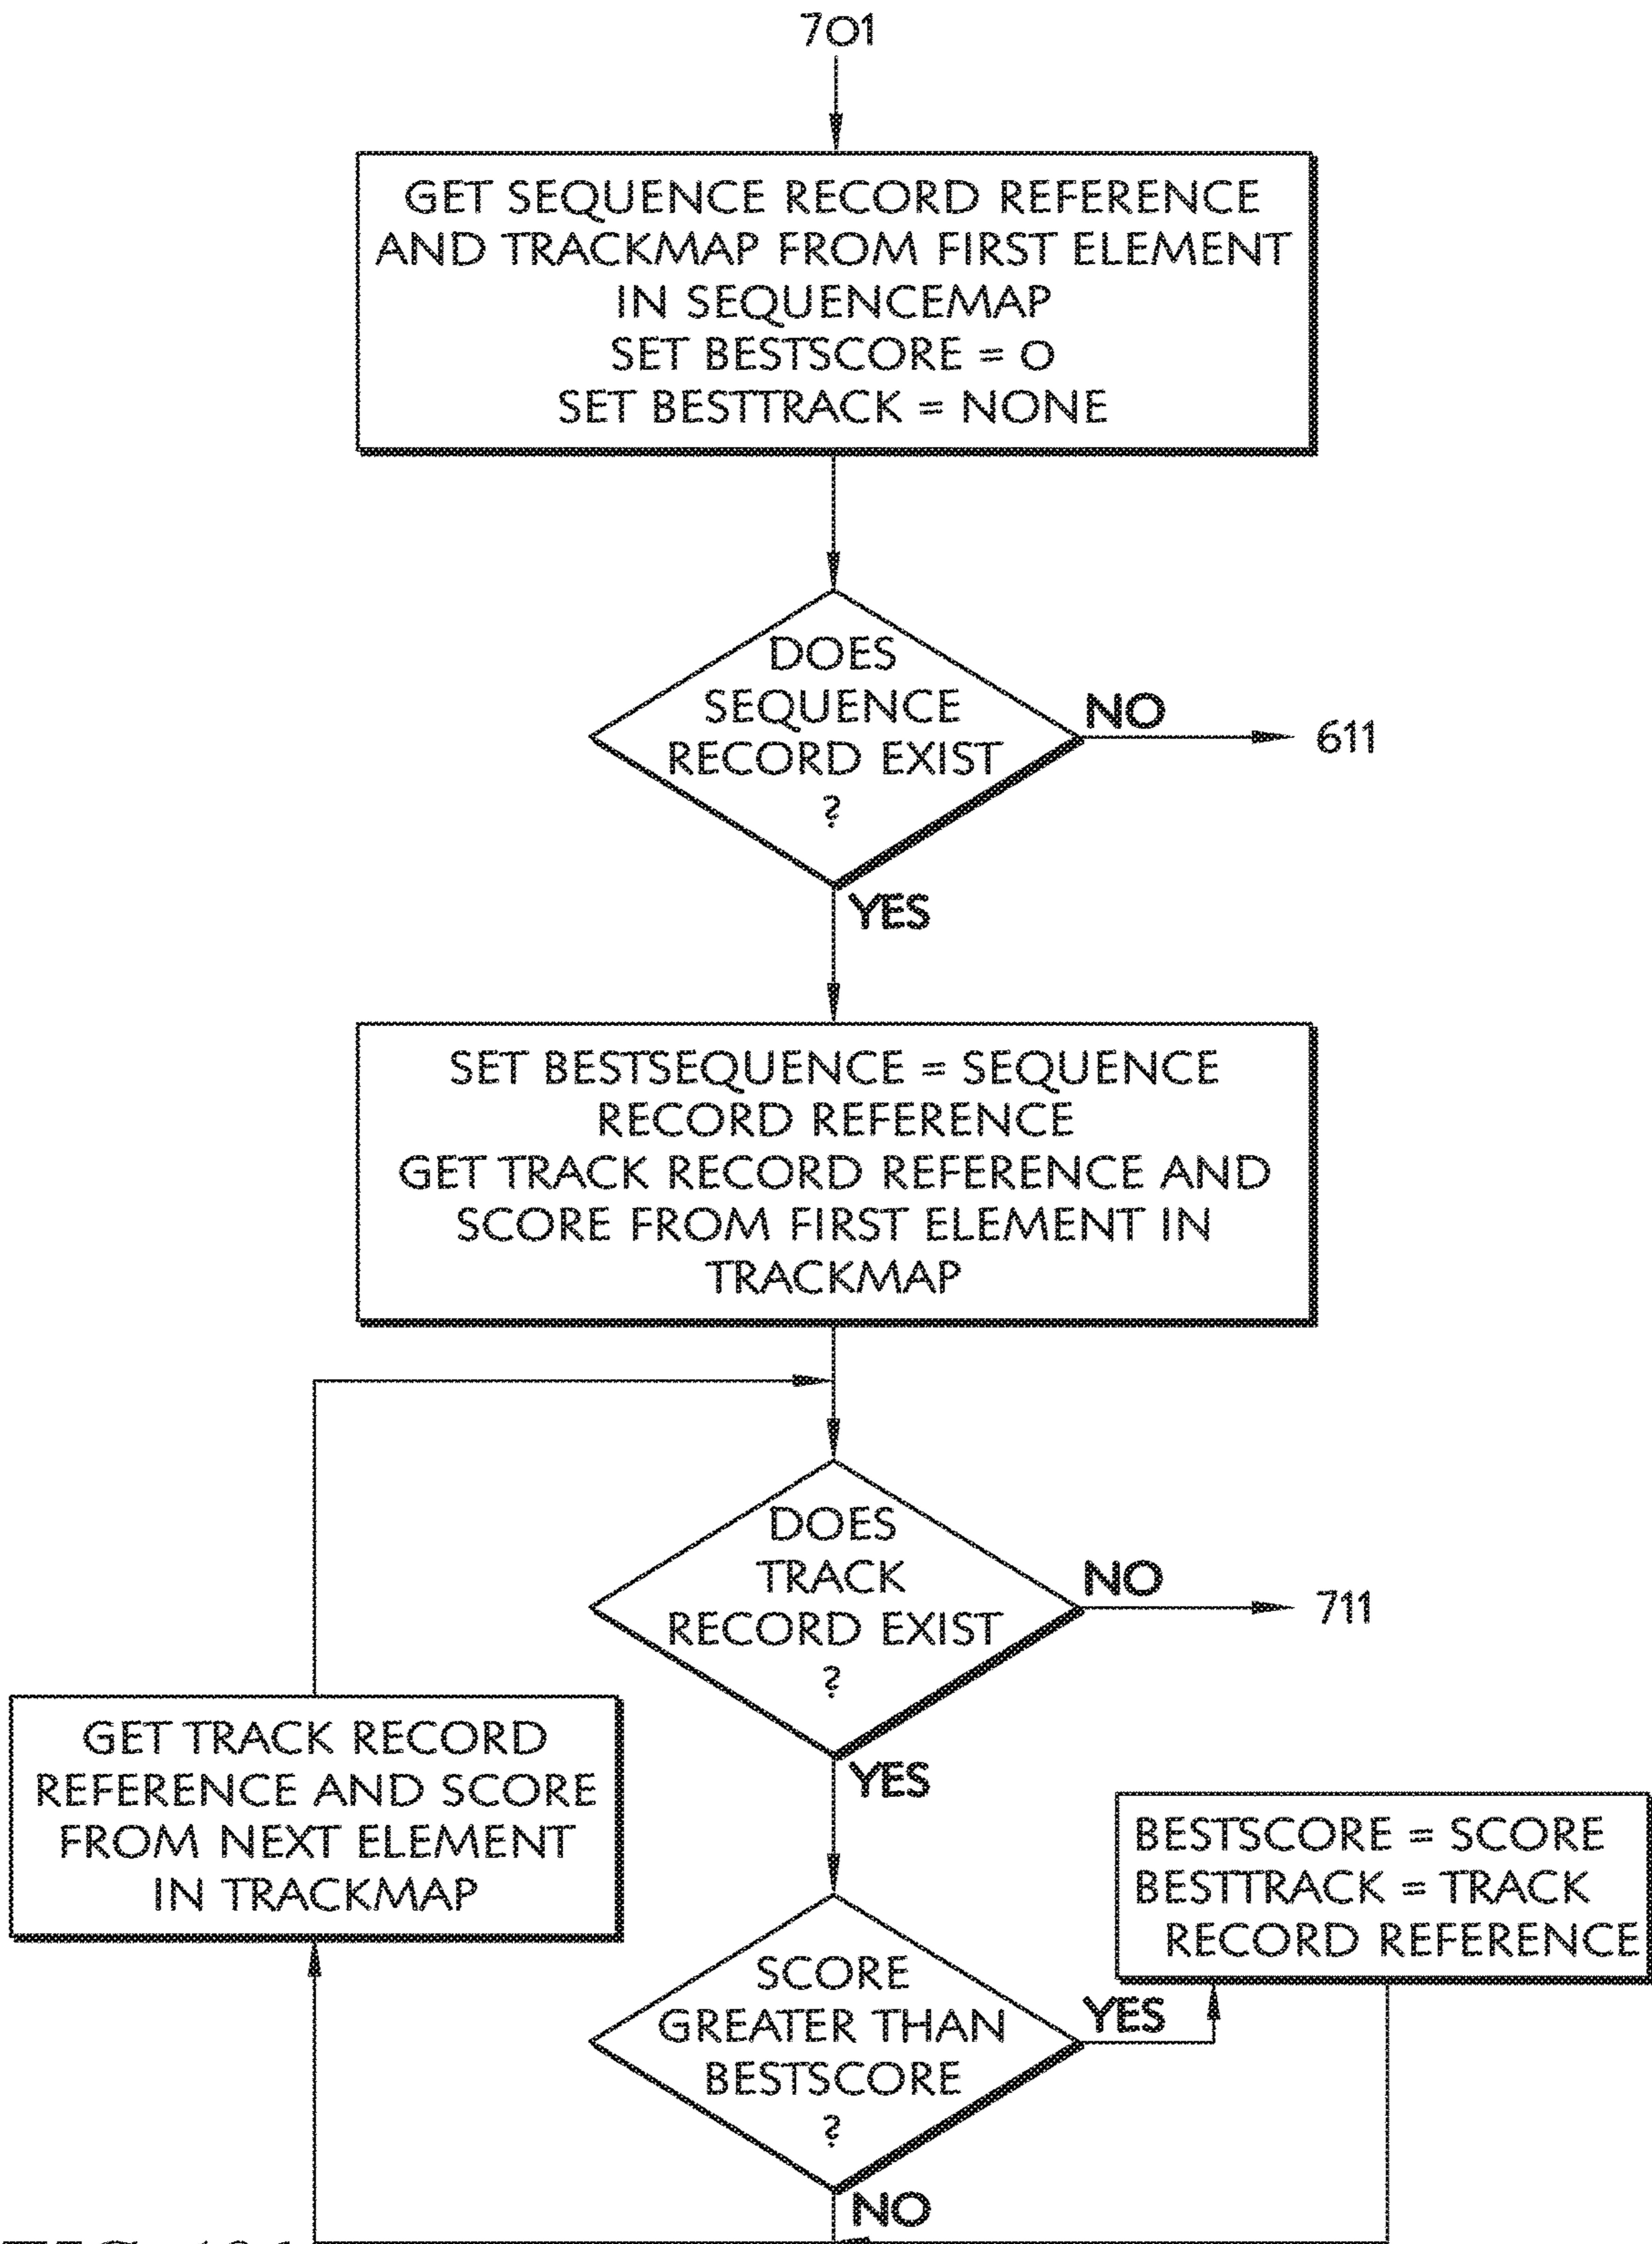 701
GET SEQUENCE RECORD REFERENCE
AND TRACKMAP FROM FIRST ELEMENT
IN SEQUENCEMAP
SET BESTSCORE = 0
SET BESTTRACK = NONE
DOES
SEQUENCE
RECORD EXIST
?
NO
611
YES
SET BESTSEQUENCE = SEQUENCE
RECORD REFERENCE
GET TRACK RECORD REFERENCE AND
SCORE FROM FIRST ELEMENT IN
TRACKMAP
DOES
TRACK
RECORD EXIST
?
NO
711
YES
GET TRACK RECORD
REFERENCE AND SCORE
FROM NEXT ELEMENT
IN TRACKMAP
BESTSCORE = SCORE
BESTTRACK = TRACK
RECORD REFERENCE
SCORE
GREATER THAN
BESTSCORE
?
YES
NO